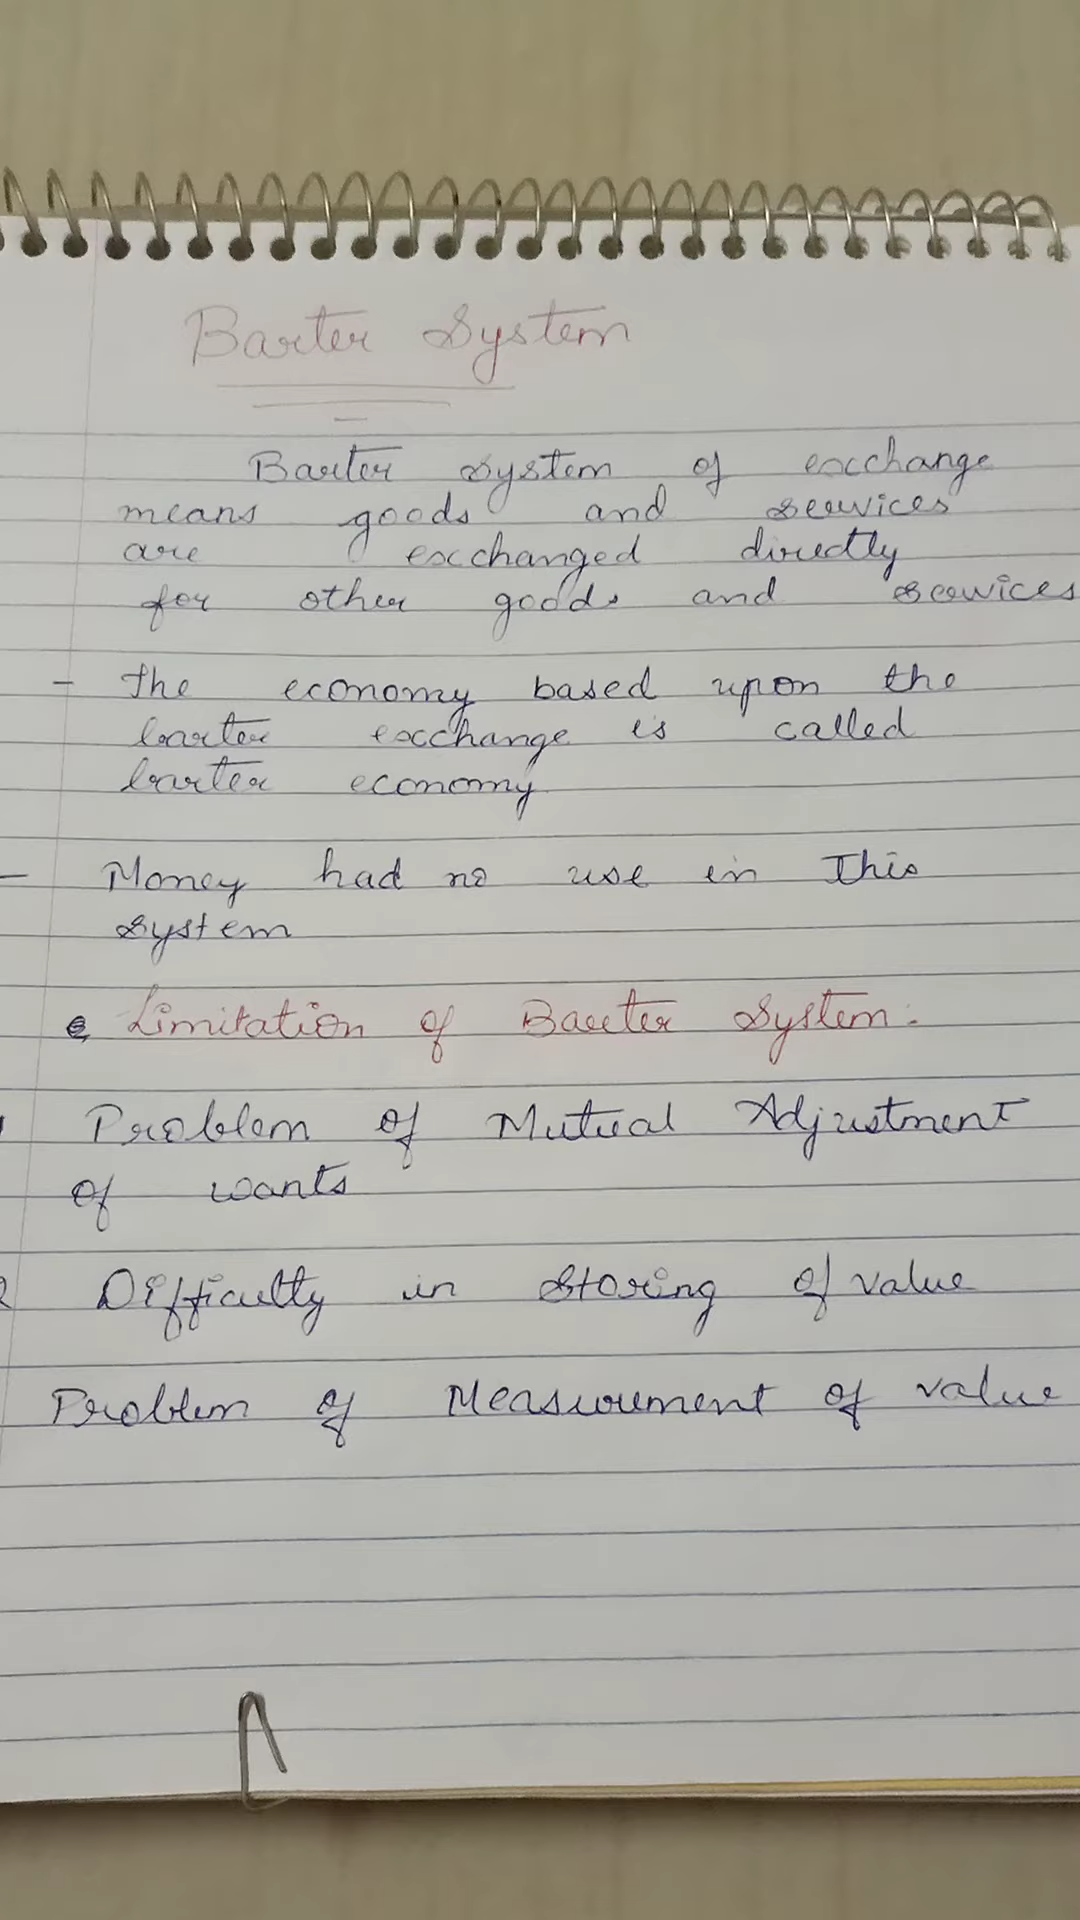 Barter System
Barter System of exchange
means goods and services
are exchanged directly
for other goods and services
- The economy based upon the
barter exchange is called
barter economy
- Money had no use in This
System
Limitation of Barter System:
Problem of Mutual Adjustment
of wants
2 Difficulty in Storing of value
Problem of Measurement of value